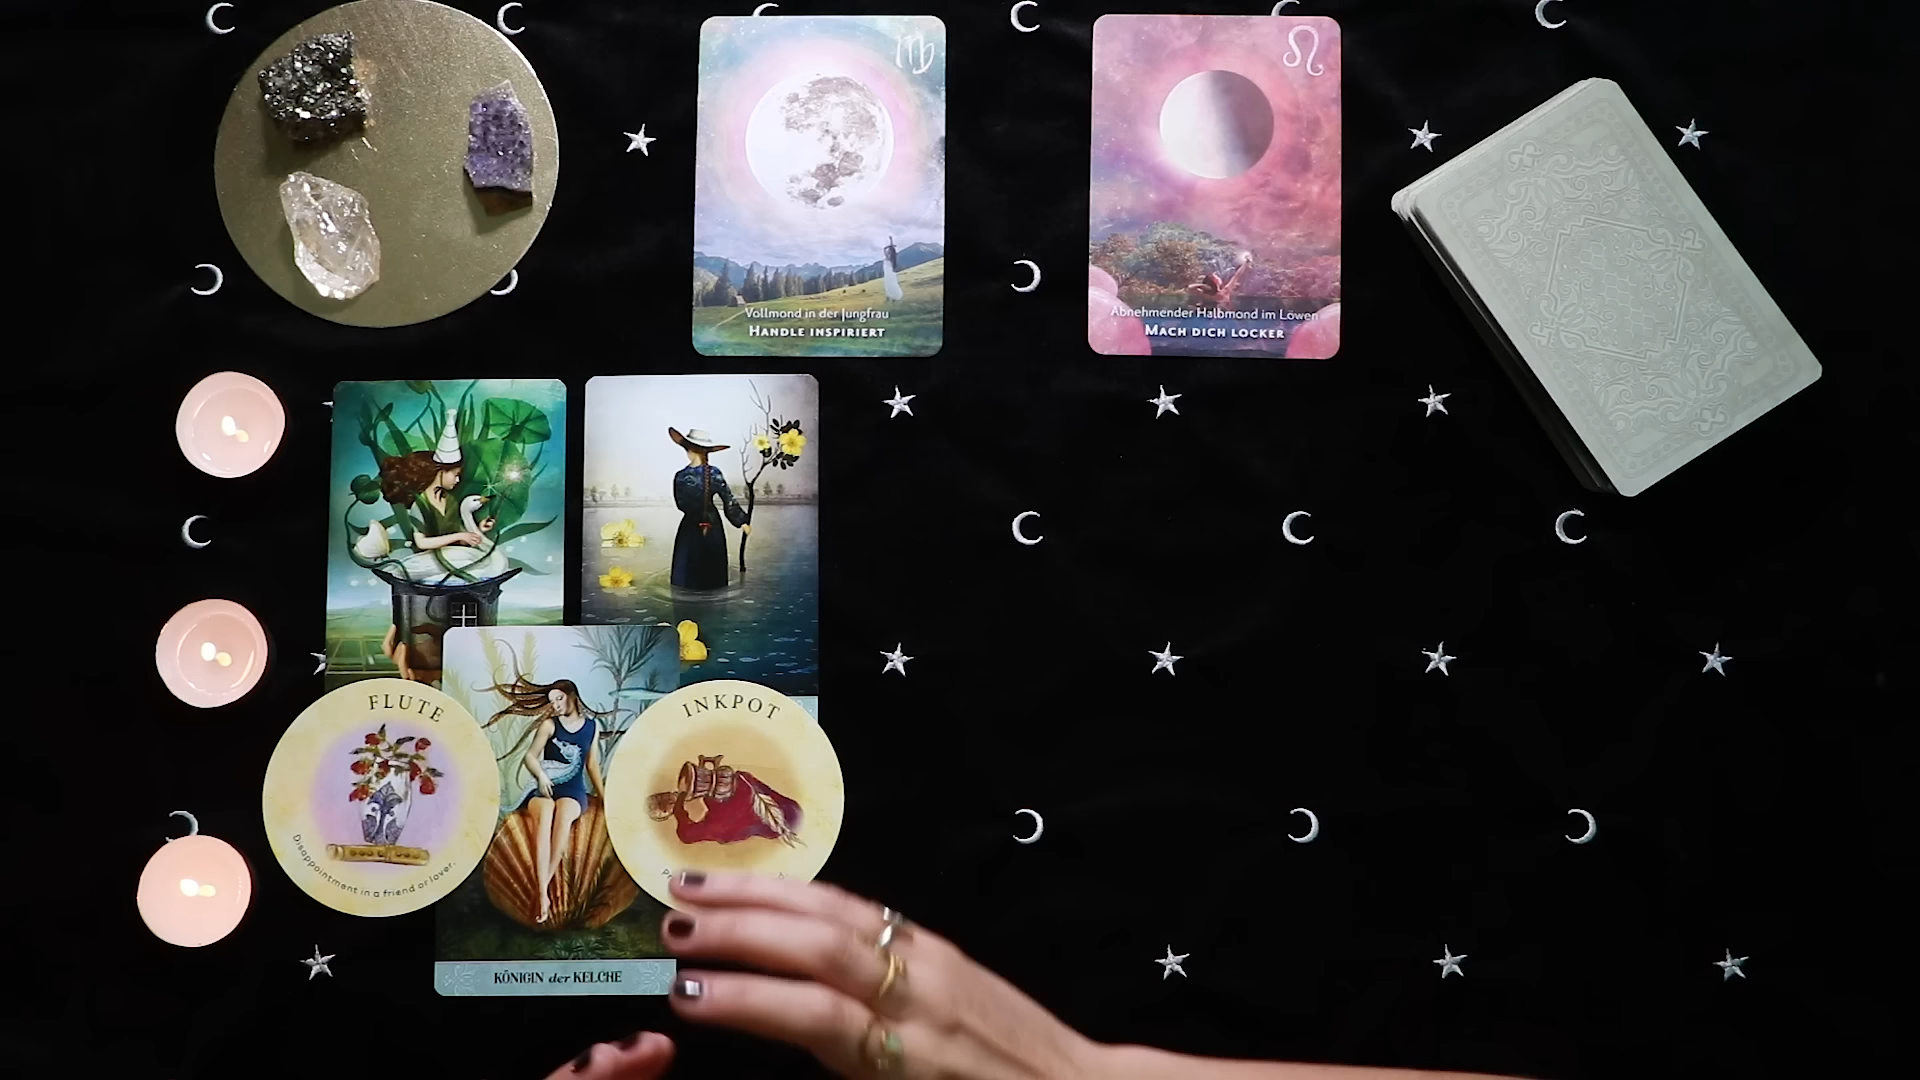 Vollmond in der Jungfrau
HANDLE INSPIRIERT
Abnehmender Halbmond im Löwen
MACH DICH LOCKER
FLUTE
Disappointment in a friend or lover.
INKPOT
KÖNIGIN der KELCHE